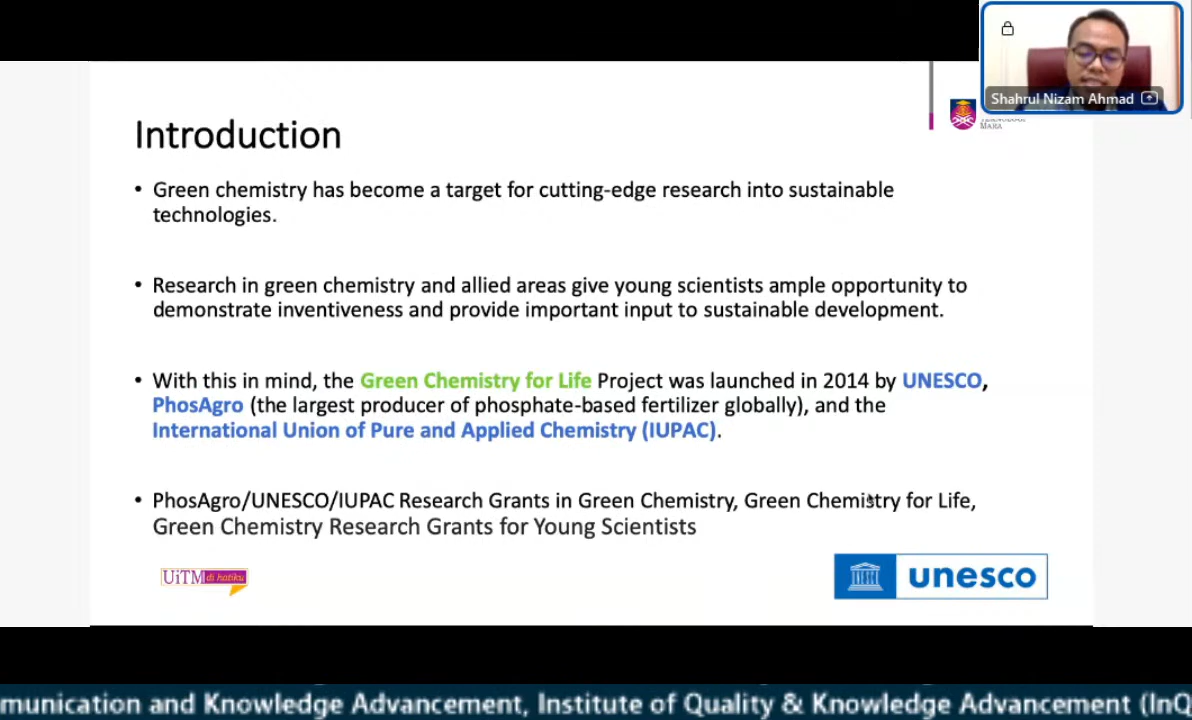 Shahrul Nizam Ahmad
MARA
Introduction
• Green chemistry has become a target for cutting-edge research into sustainable
technologies.
• Research in green chemistry and allied areas give young scientists ample opportunity to
demonstrate inventiveness and provide important input to sustainable development.
• With this in mind, the Green Chemistry for Life Project was launched in 2014 by UNESCO,
PhosAgro (the largest producer of phosphate-based fertilizer globally), and the
International Union of Pure and Applied Chemistry (IUPAC).
• PhosAgro/UNESCO/IUPAC Research Grants in Green Chemistry, Green Chemistry for Life,
Green Chemistry Research Grants for Young Scientists
UiTM di hatiku
unesco
munication and Knowledge Advancement, Institute of Quality & Knowledge Advancement (InQ